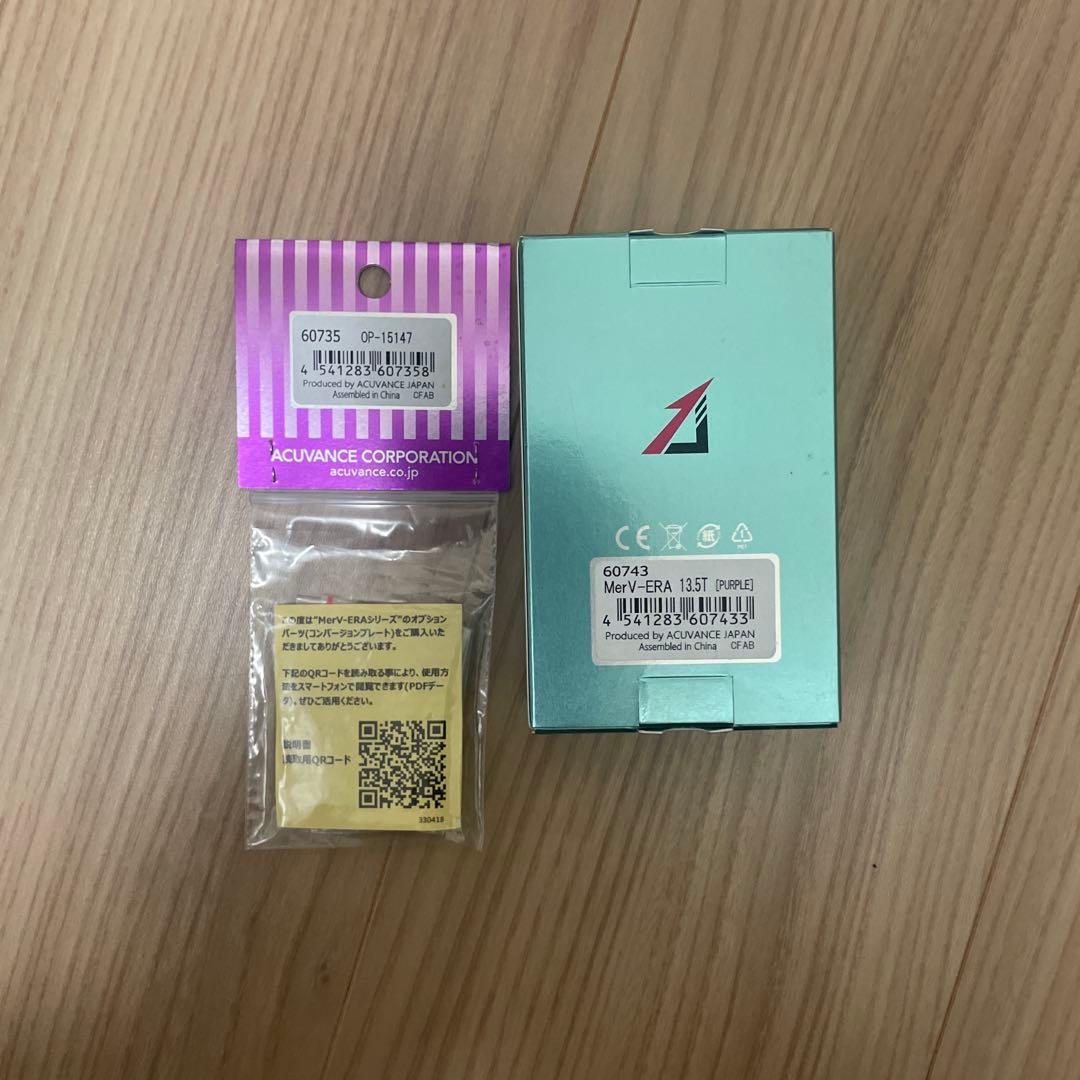 60735 OP-15147
4 541283 607358
Produced by ACUVANCE JAPAN
Assembled in China CFAB
ACUVANCE CORPORATION
acuvance.co.jp
この度は"MerV-ERAシリーズ"のオプション
パーツ(コンバージョンプレート)をご購入いた
だきましてありがとうございます。
下記のQRコードを読み取る事により、使用方
法をスマートフォンで閲覧できます(PDFデー
タ)。ぜひご活用ください。
説明書
読取用QRコード
330418
紙
1
PET
60743
MerV-ERA 13.5T [PURPLE]
4 541283 607433
Produced by ACUVANCE JAPAN
Assembled in China CFAB